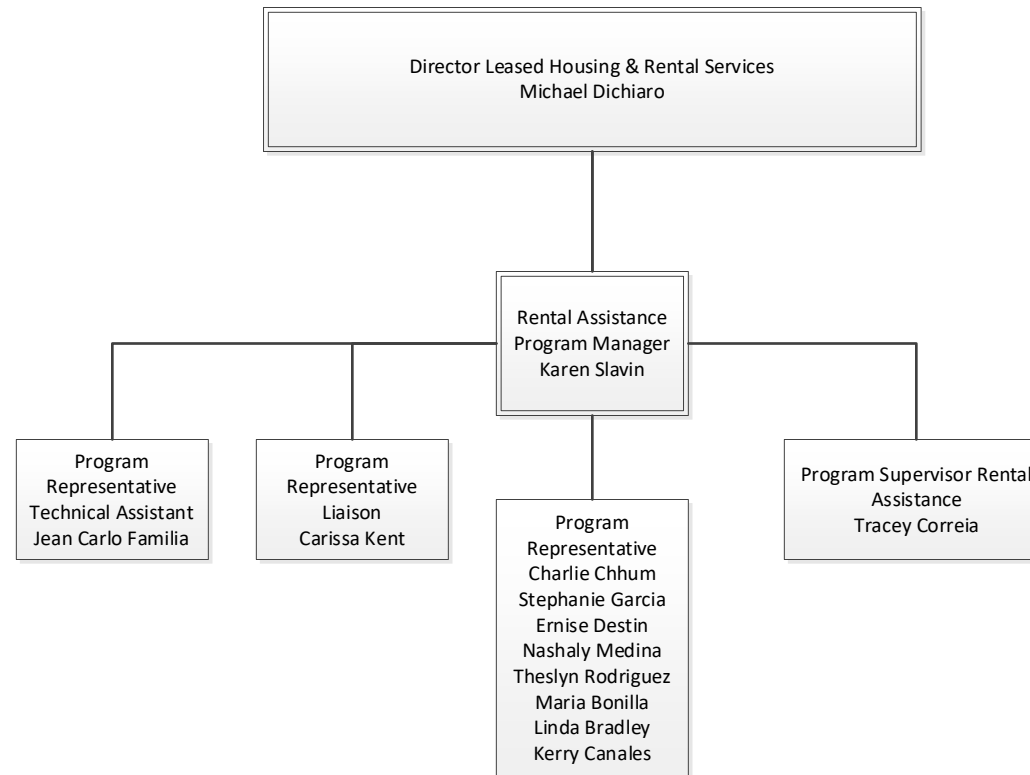 Director Leased Housing & Rental Services
Michael Dichiaro
Rental Assistance
Program Manager
Karen Slavin
Program
Representative
Technical Assistant
Jean Carlo Familia
Program
Representative
Liaison
Carissa Kent
Program
Representative
Charlie Chhum
Stephanie Garcia
Ernise Destin
Nashaly Medina
Theslyn Rodriguez
Maria Bonilla
Linda Bradley
Kerry Canales
Program Supervisor Rental
Assistance
Tracey Correia